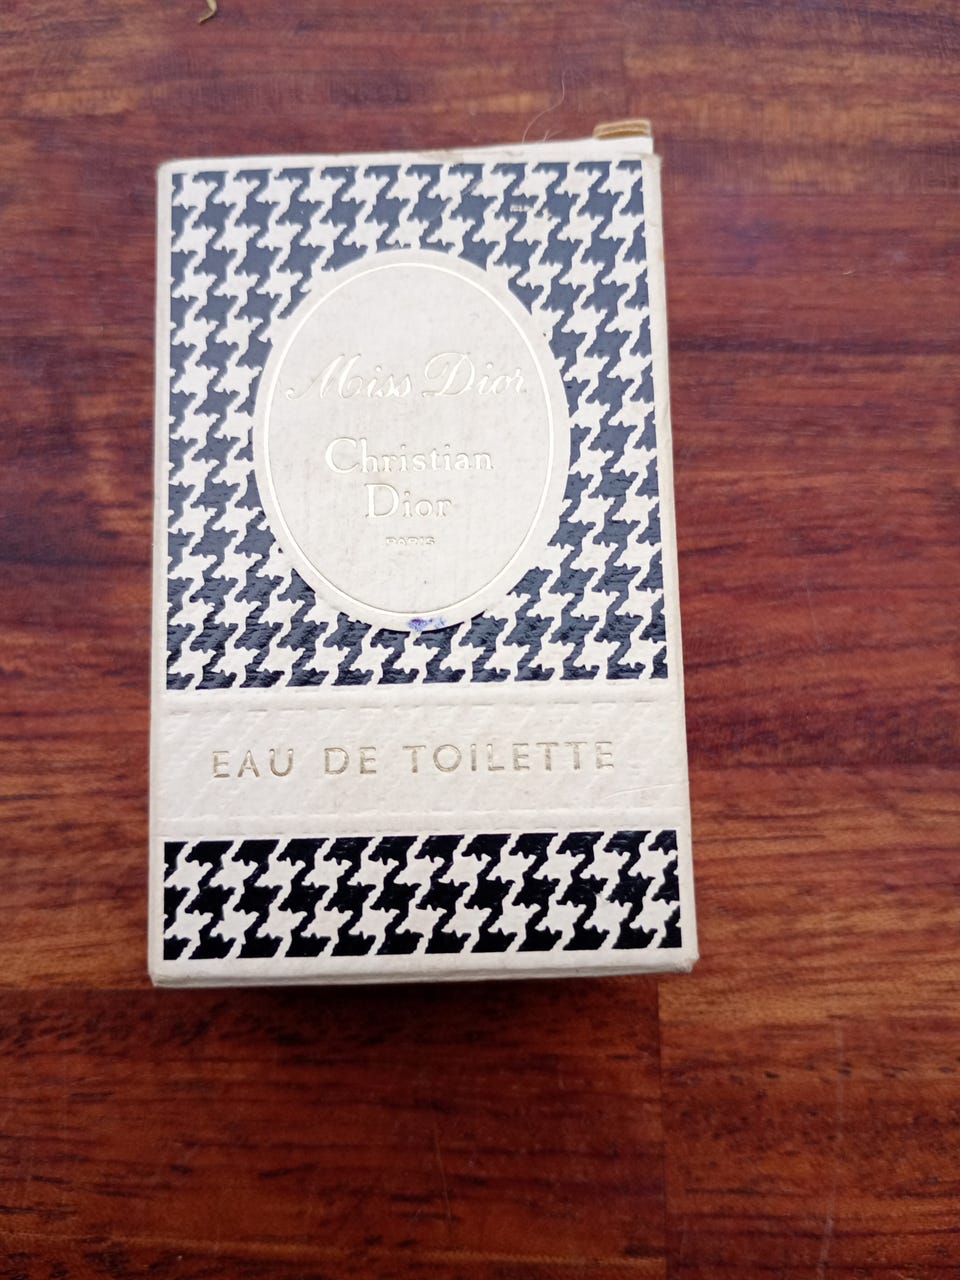 Miss Dior
Christian
Dior
PARIS
EAU DE TOILETTE